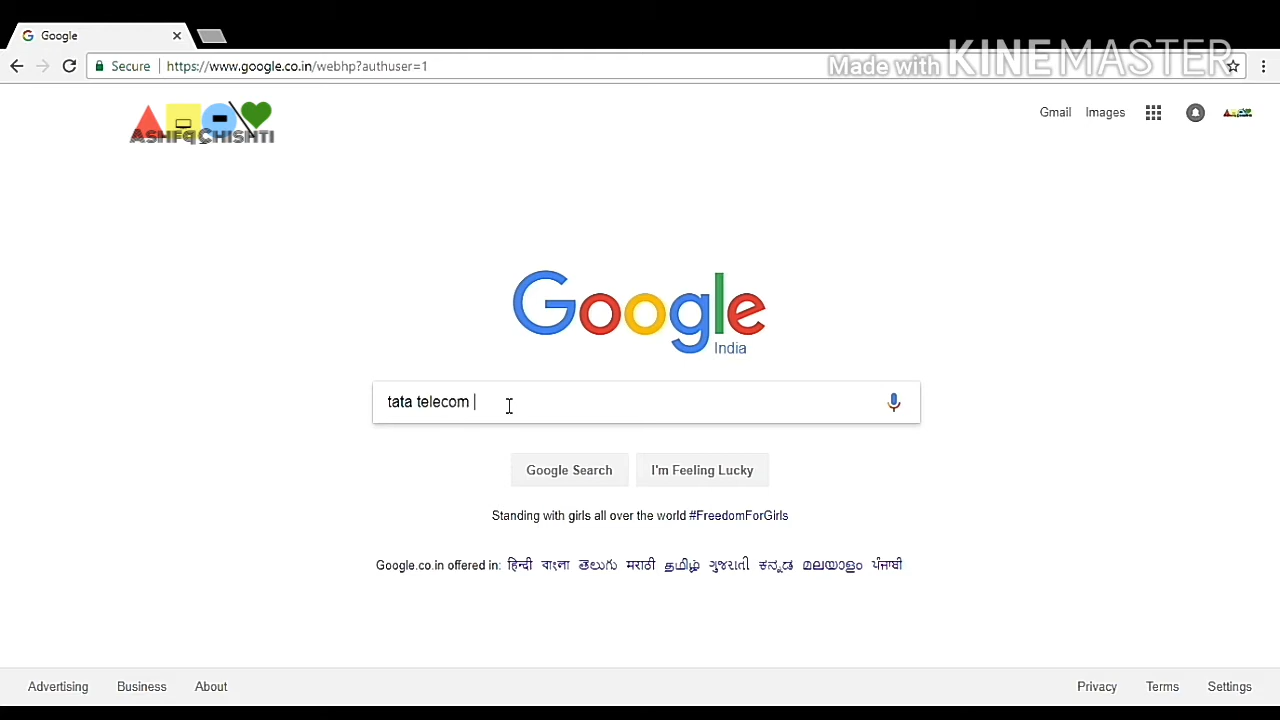 Google
Secure https://www.google.co.in/webhp?authuser=1
Made with KINEMASTER
ASHFqCHISHTI
Gmail Images
Google
India
tata telecom
Google Search I'm Feeling Lucky
Standing with girls all over the world #FreedomForGirls
Google.co.in offered in: हिन्दी বাংলা తెలుగు मराठी தமிழ் ગુજરાતી ಕನ್ನಡ മലയാളം ਪੰਜਾਬੀ
Advertising Business About Privacy Terms Settings